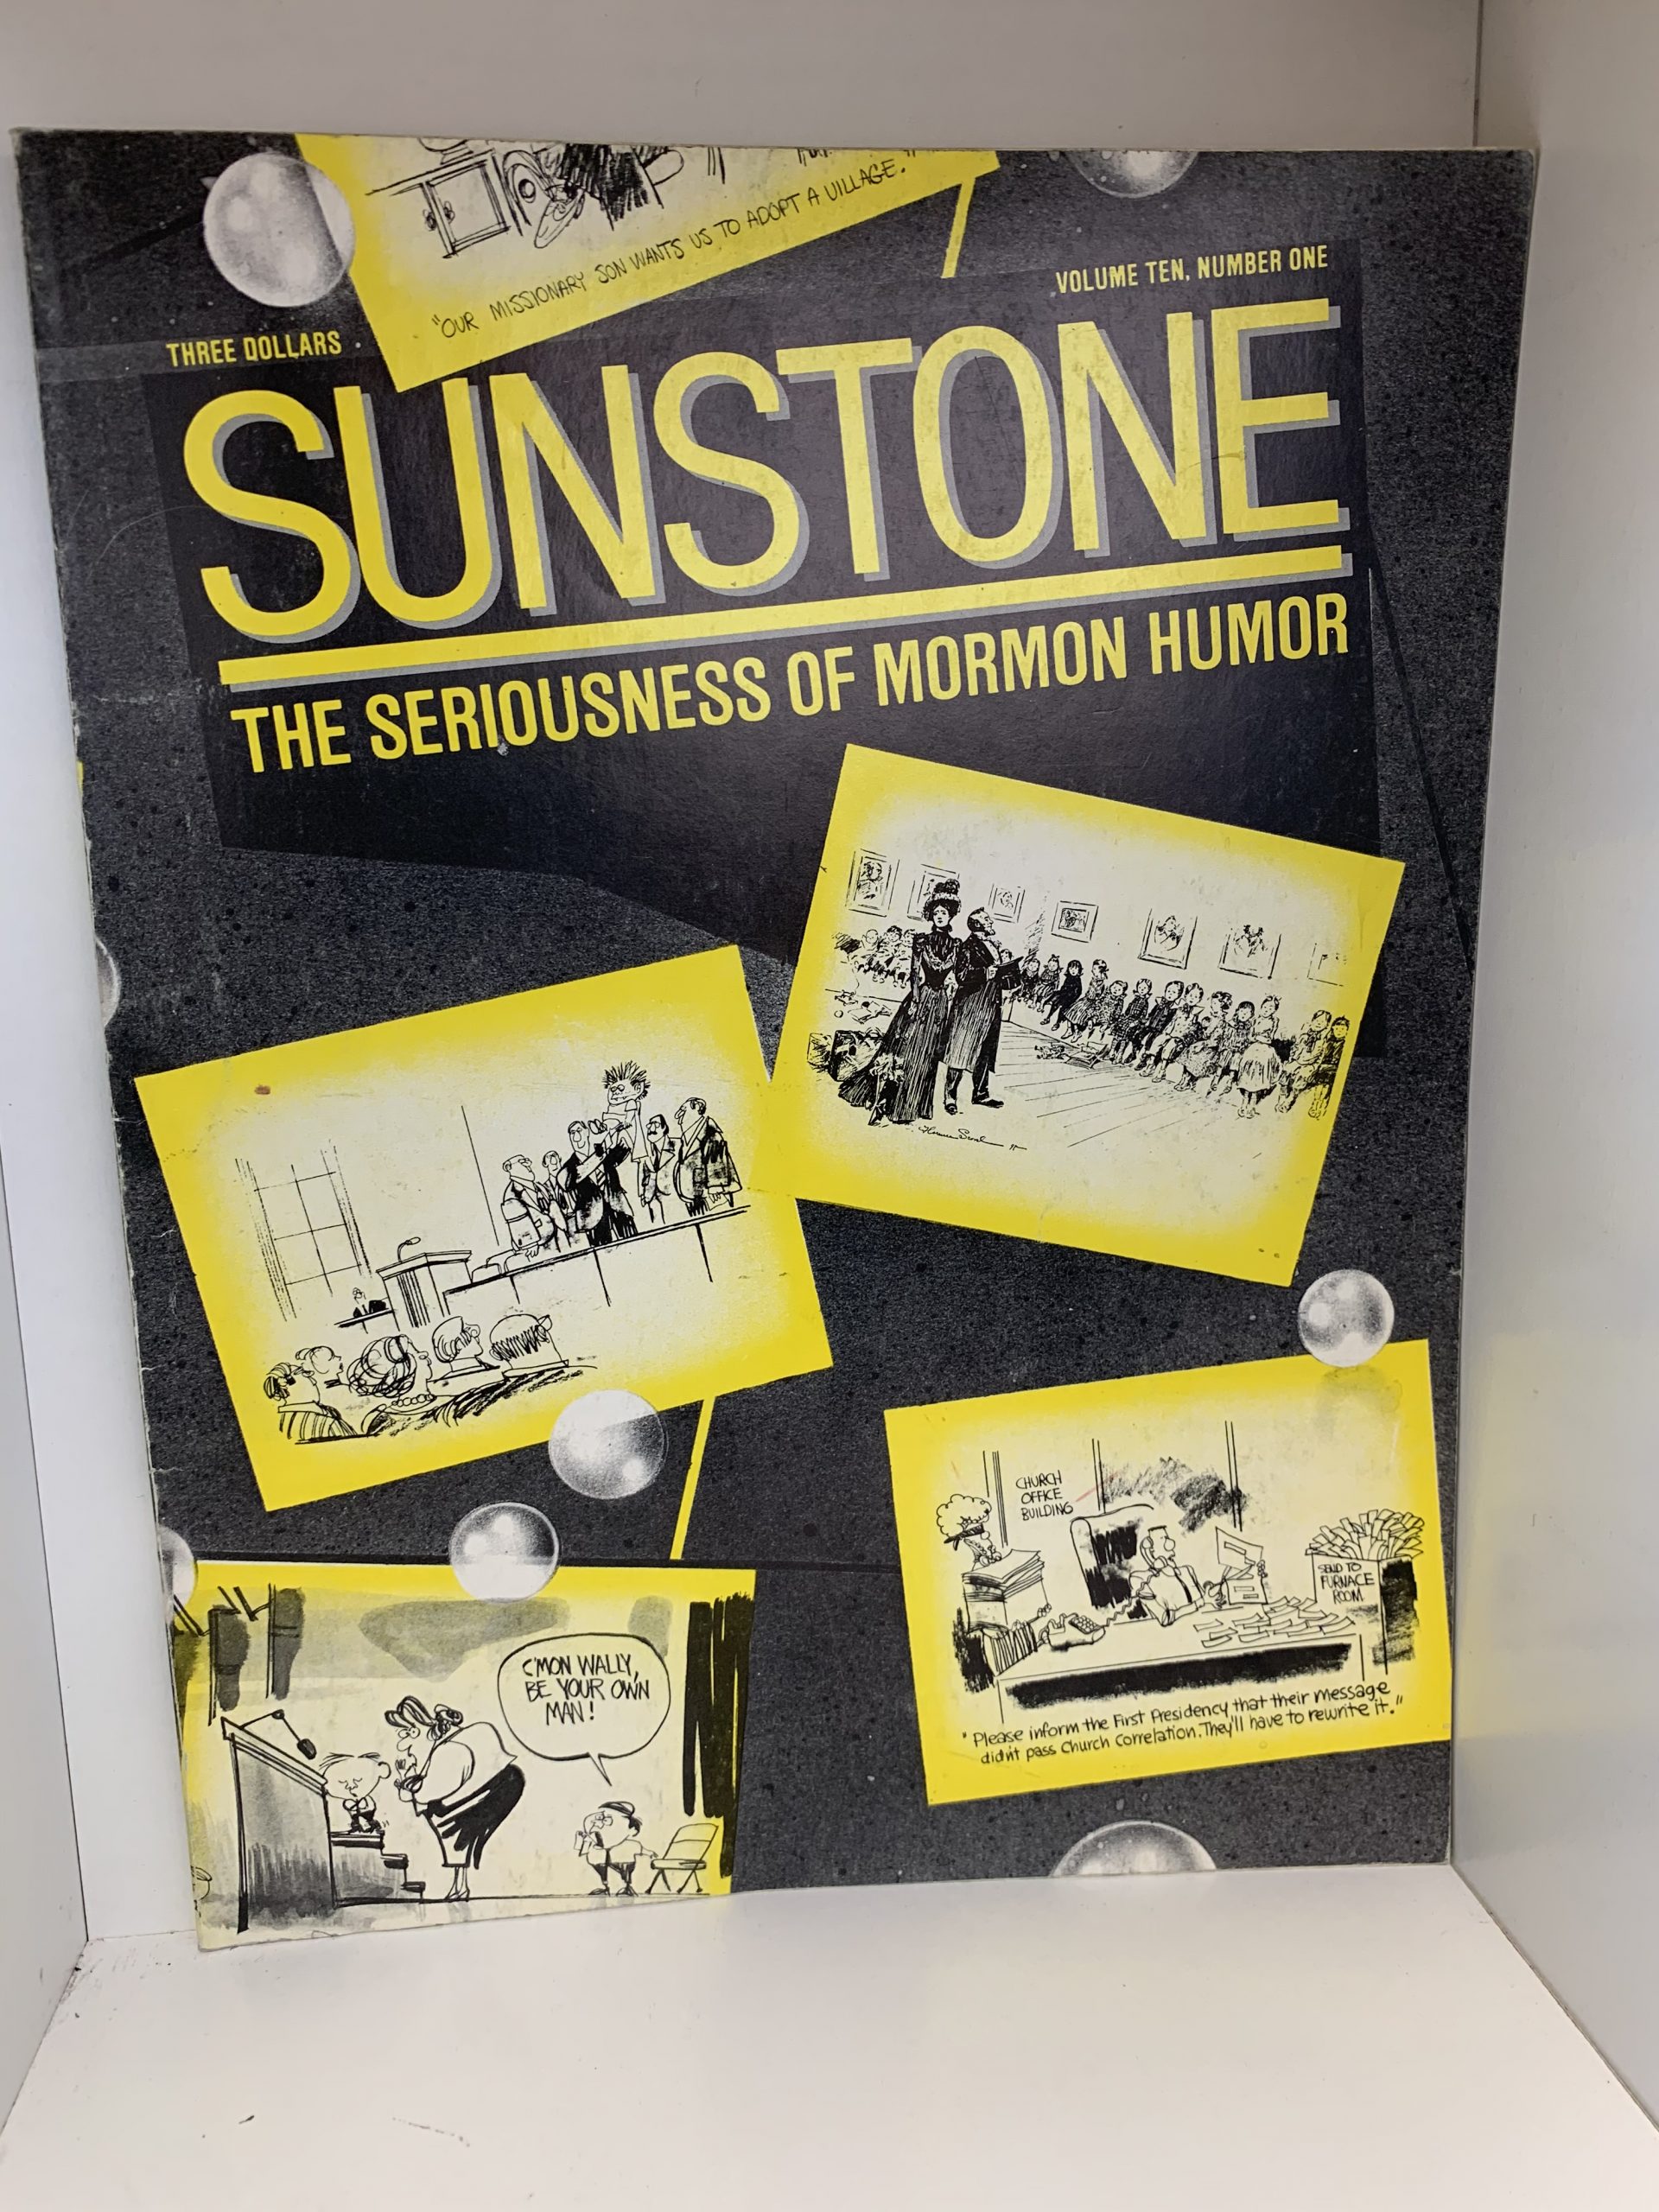 "OUR MISSIONARY SON WANTS US TO ADOPT A VILLAGE."
VOLUME TEN, NUMBER ONE
THREE DOLLARS
SUNSTONE
THE SERIOUSNESS OF MORMON HUMOR
CHURCH
OFFICE
BUILDING
SEND TO
FURNACE
ROOM
"Please inform the First Presidency that their message
didn't pass Church Correlation. They'll have to rewrite it."
C'MON WALLY,
BE YOUR OWN
MAN!